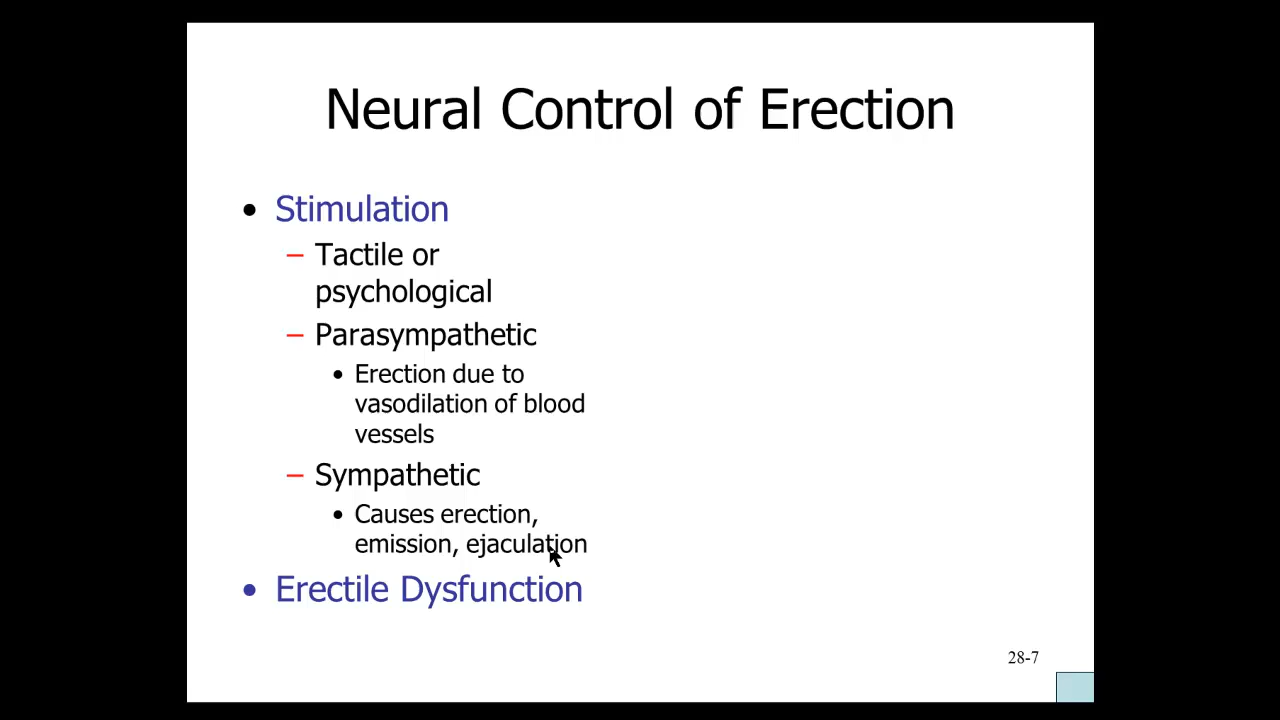 Neural Control of Erection
• Stimulation
– Tactile or
psychological
– Parasympathetic
• Erection due to
vasodilation of blood
vessels
– Sympathetic
• Causes erection,
emission, ejaculation
• Erectile Dysfunction
28-7